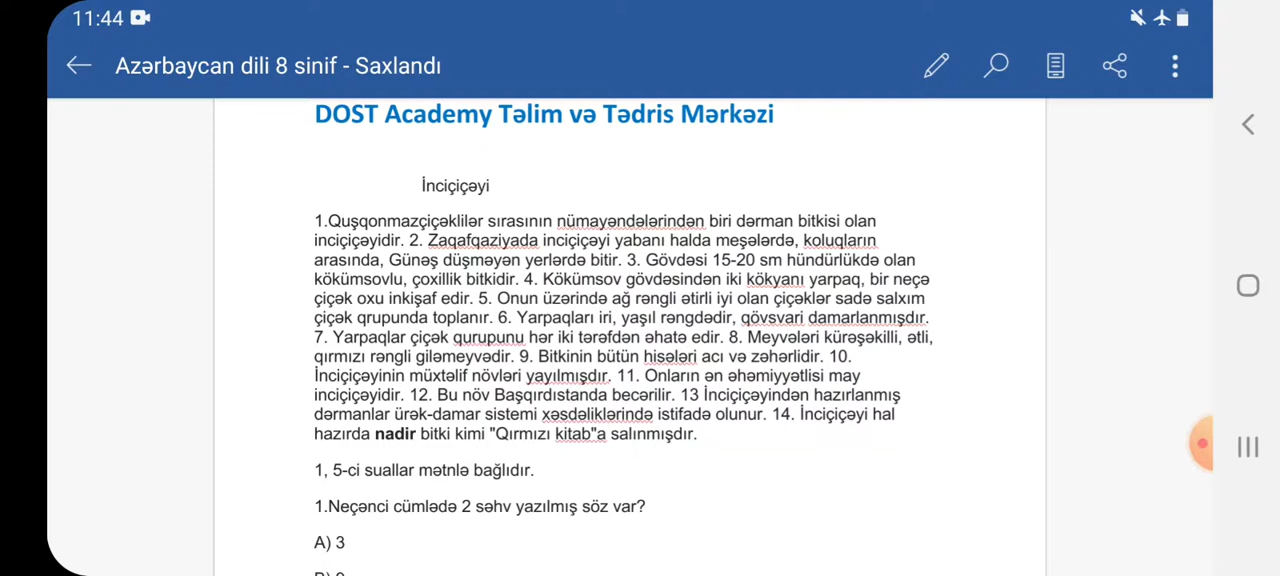 11:44
Azərbaycan dili 8 sinif - Saxlandı
DOST Academy Təlim və Tədris Mərkəzi
İnciçiçəyi
1.Quşqonmazçiçəklilər sırasının nümayəndələrindən biri dərman bitkisi olan
inciçiçəyidir. 2. Zaqafqaziyada inciçiçəyi yabanı halda meşələrdə, koluqların
arasında, Günəş düşməyən yerlərdə bitir. 3. Gövdəsi 15-20 sm hündürlükdə olan
kökümsovlu, çoxillik bitkidir. 4. Kökümsov gövdəsindən iki kökyanı yarpaq, bir neçə
çiçək oxu inkişaf edir. 5. Onun üzərində ağ rəngli ətirli iyi olan çiçəklər sadə salxım
çiçək qrupunda toplanır. 6. Yarpaqları iri, yaşıl rəngdədir, qövsvari damarlanmışdır.
7. Yarpaqlar çiçək qurupunu hər iki tərəfdən əhatə edir. 8. Meyvələri kürəşəkilli, ətli,
qırmızı rəngli giləmeyvədir. 9. Bitkinin bütün hisələri acı və zəhərlidir. 10.
İnciçiçəyinin müxtəlif növləri yayılmışdır. 11. Onların ən əhəmiyyətlisi may
inciçiçəyidir. 12. Bu növ Başqırdıstanda becərilir. 13 İnciçiçəyindən hazırlanmış
dərmanlar ürək-damar sistemi xəsdəliklərində istifadə olunur. 14. İnciçiçəyi hal
hazırda nadir bitki kimi "Qırmızı kitab"a salınmışdır.
1, 5-ci suallar mətnlə bağlıdır.
1.Neçənci cümlədə 2 səhv yazılmış söz var?
A) 3